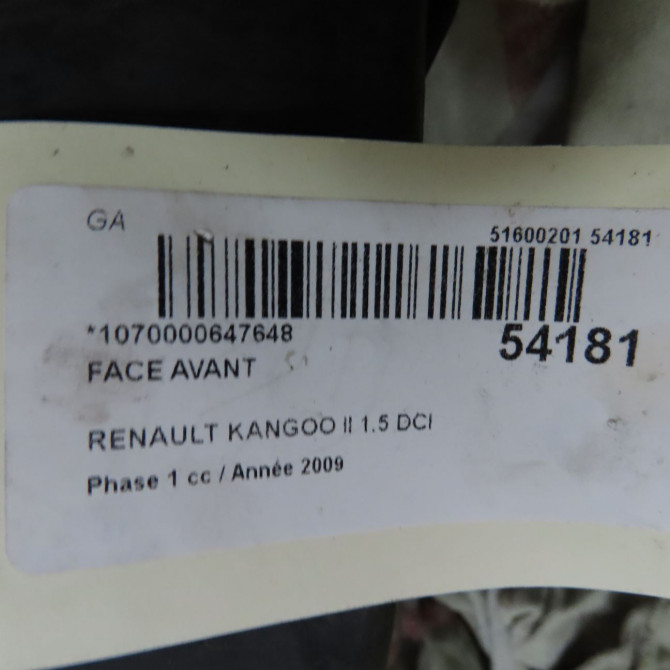 GA
51600201 54181
*1070000647648
54181
FACE AVANT
RENAULT KANGOO II 1.5 DCI
Phase 1 cc / Année 2009